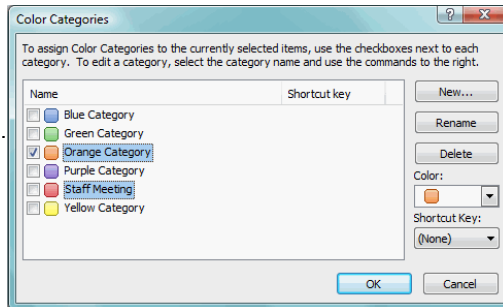 Color Categories
To assign Color Categories to the currently selected items, use the checkboxes next to each
category. To edit a category, select the category name and use the commands to the right.
Name Shortcut key
Blue Category
Green Category
Orange Category
Purple Category
Staff Meeting
Yellow Category
New...
Rename
Delete
Color:
Shortcut Key:
(None)
OK Cancel